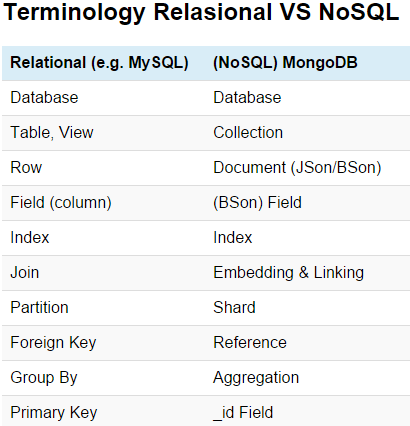 Terminology Relasional VS NoSQL
Relational (e.g. MySQL) (NoSQL) MongoDB
Database Database
Table, View Collection
Row Document (JSon/BSon)
Field (column) (BSon) Field
Index Index
Join Embedding & Linking
Partition Shard
Foreign Key Reference
Group By Aggregation
Primary Key _id Field